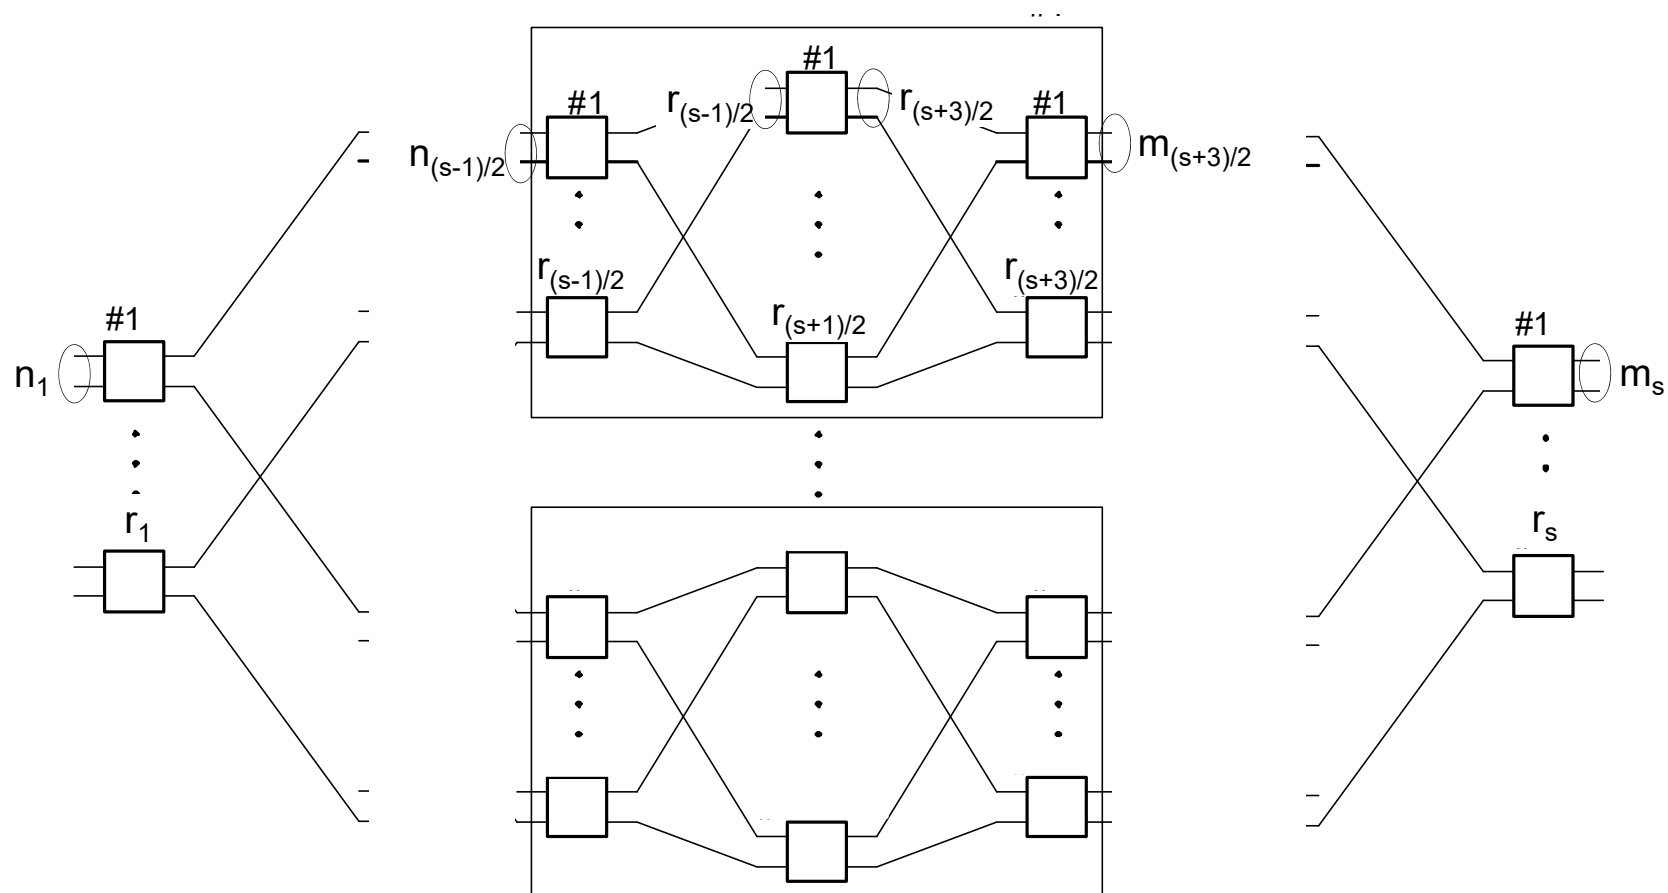 #1
#1
r(s-1)/2
r(s+3)/2
#1
n(s-1)/2
m(s+3)/2
r(s-1)/2
r(s+3)/2
#1
r(s+1)/2
#1
n1
ms
r1
rs